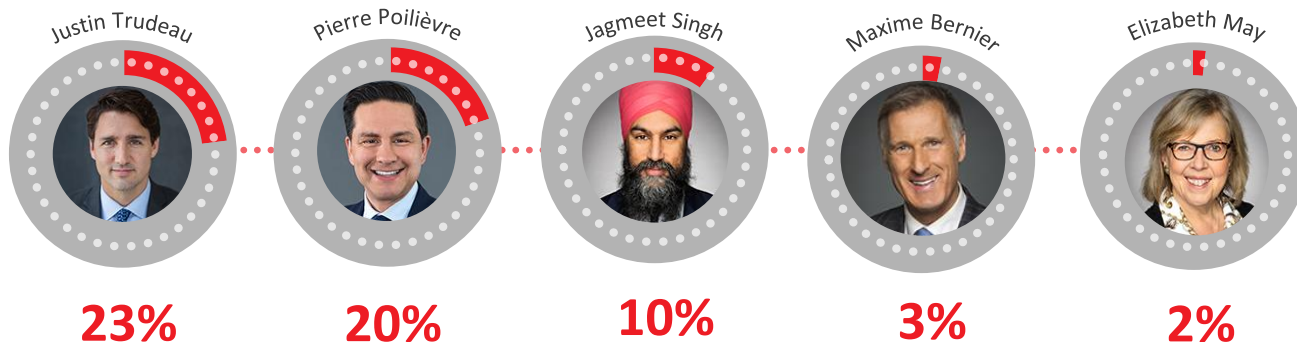 Justin Trudeau
Pierre Poilièvre
Jagmeet Singh
Maxime Bernier
Elizabeth May
23%
20%
10%
3%
2%